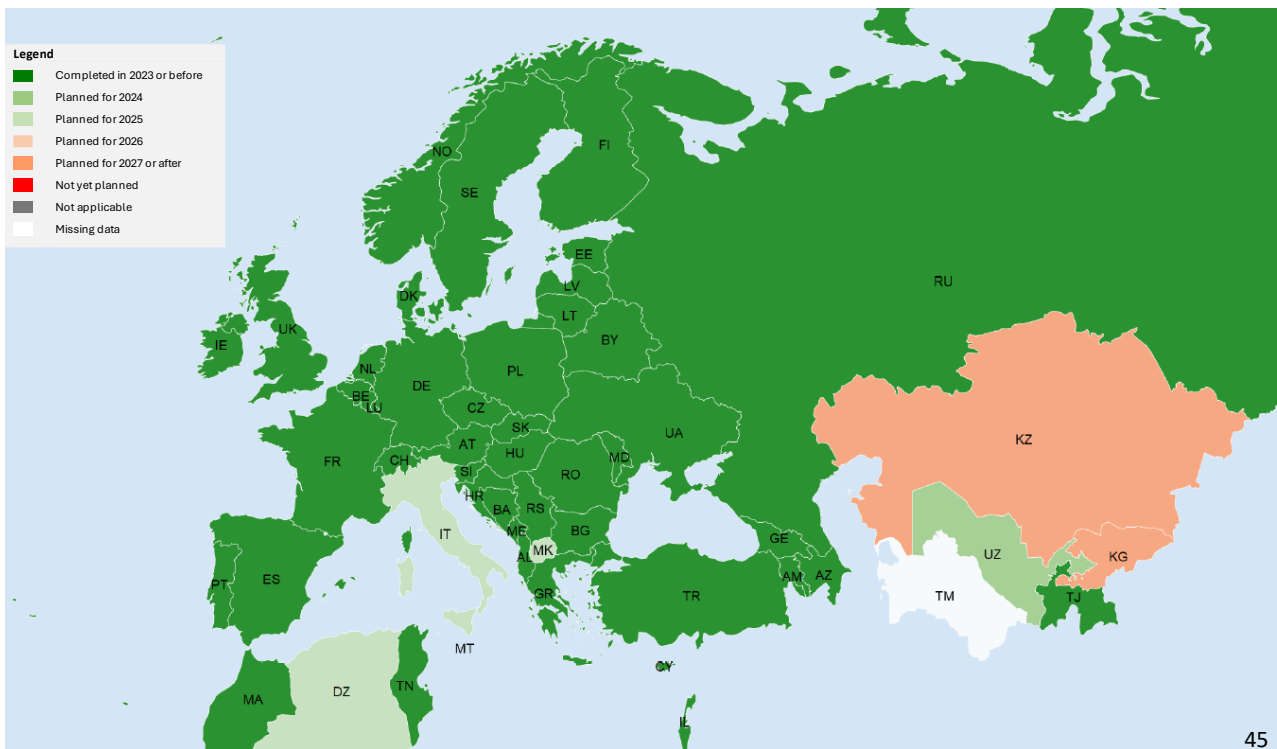 Legend
Completed in 2023 or before
Planned for 2024
Planned for 2025
Planned for 2026
Planned for 2027 or after
Not yet planned
Not applicable
Missing data
NO
FI
SE
EE
RU
LV
DK
LT
UK
BY
IE
NL
PL
DE
BE
LU
CZ
SK
UA
KZ
AT
HU
MD
FR
CH
SI
RO
HR
BA
RS
ME
BG
IT
GE
MK
AL
UZ
KG
AM
AZ
ES
PT
GR
TR
TM
TJ
MT
CY
DZ
TN
MA
IL
45